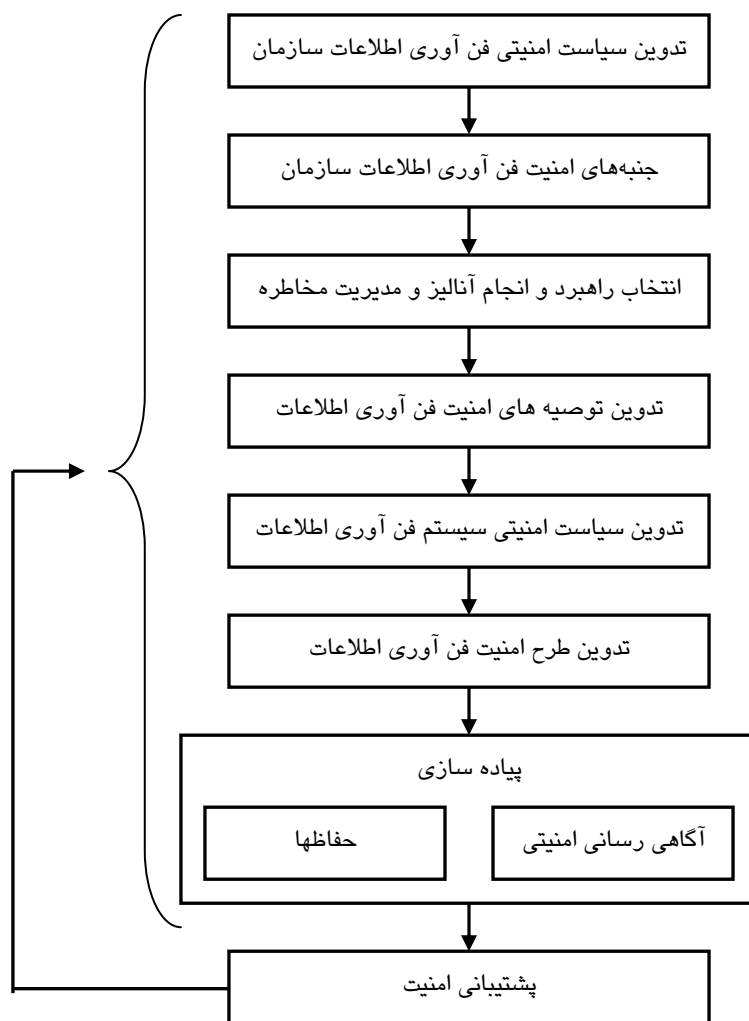 تدوین سیاست امنیتی فن آوری اطلاعات سازمان
جنبه‌های امنیت فن آوری اطلاعات سازمان
انتخاب راهبرد و انجام آنالیز و مدیریت مخاطره
تدوین توصیه های امنیت فن آوری اطلاعات
تدوین سیاست امنیتی سیستم فن آوری اطلاعات
تدوین طرح امنیت فن آوری اطلاعات
پیاده سازی
آگاهی رسانی امنیتی
حفاظها
پشتیبانی امنیت